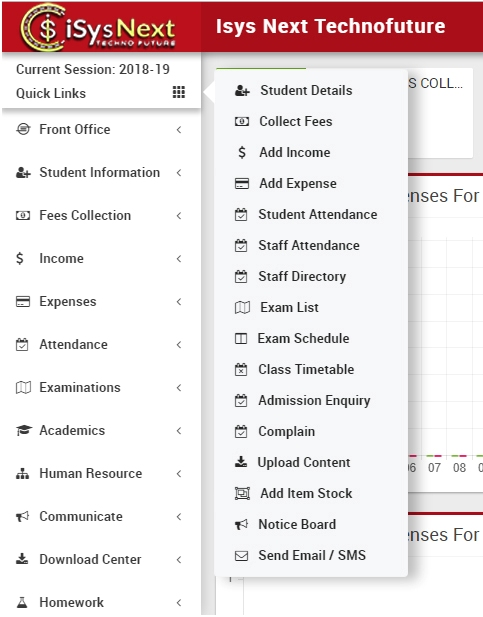 iSysNext
TECHNO FUTURE
Isys Next Technofuture
Current Session: 2018-19
Quick Links
Front Office
Student Information
Fees Collection
Income
Expenses
Attendance
Examinations
Academics
Human Resource
Communicate
Download Center
Homework
Student Details
Collect Fees
Add Income
Add Expense
Student Attendance
Staff Attendance
Staff Directory
Exam List
Exam Schedule
Class Timetable
Admission Enquiry
Complain
Upload Content
Add Item Stock
Notice Board
Send Email / SMS
S COLL...
enses For
06 07 08
enses For
1